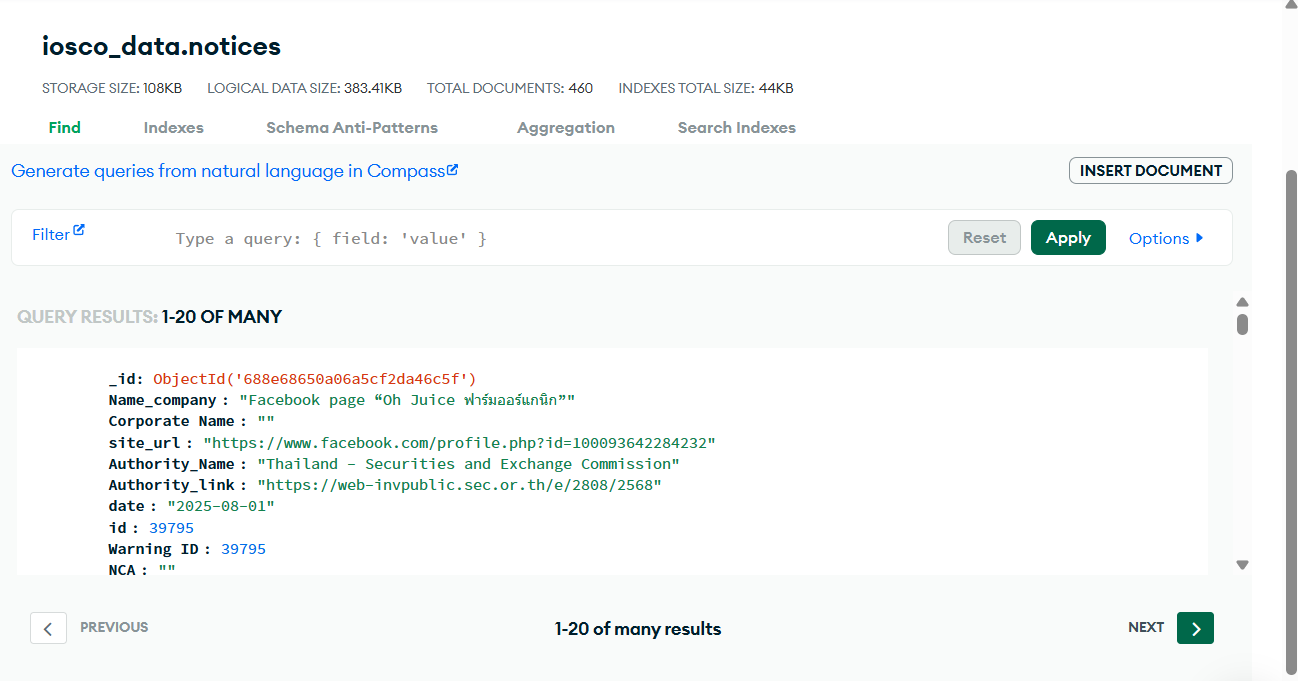 iosco_data.notices
STORAGE SIZE: 108KB LOGICAL DATA SIZE: 383.41KB TOTAL DOCUMENTS: 460 INDEXES TOTAL SIZE: 44KB
Find Indexes Schema Anti-Patterns Aggregation Search Indexes
Generate queries from natural language in Compass
INSERT DOCUMENT
Filter Type a query: { field: 'value' } Reset Apply Options
QUERY RESULTS: 1-20 OF MANY
_id: ObjectId('688e68650a06a5cf2da46c5f')
Name_company : "Facebook page “Oh Juice ฟาร์มออร์แกนิก”"
Corporate Name : ""
site_url : "https://www.facebook.com/profile.php?id=100093642284232"
Authority_Name : "Thailand - Securities and Exchange Commission"
Authority_link : "https://web-invpublic.sec.or.th/e/2808/2568"
date : "2025-08-01"
id : 39795
Warning ID : 39795
NCA : ""
PREVIOUS 1-20 of many results NEXT